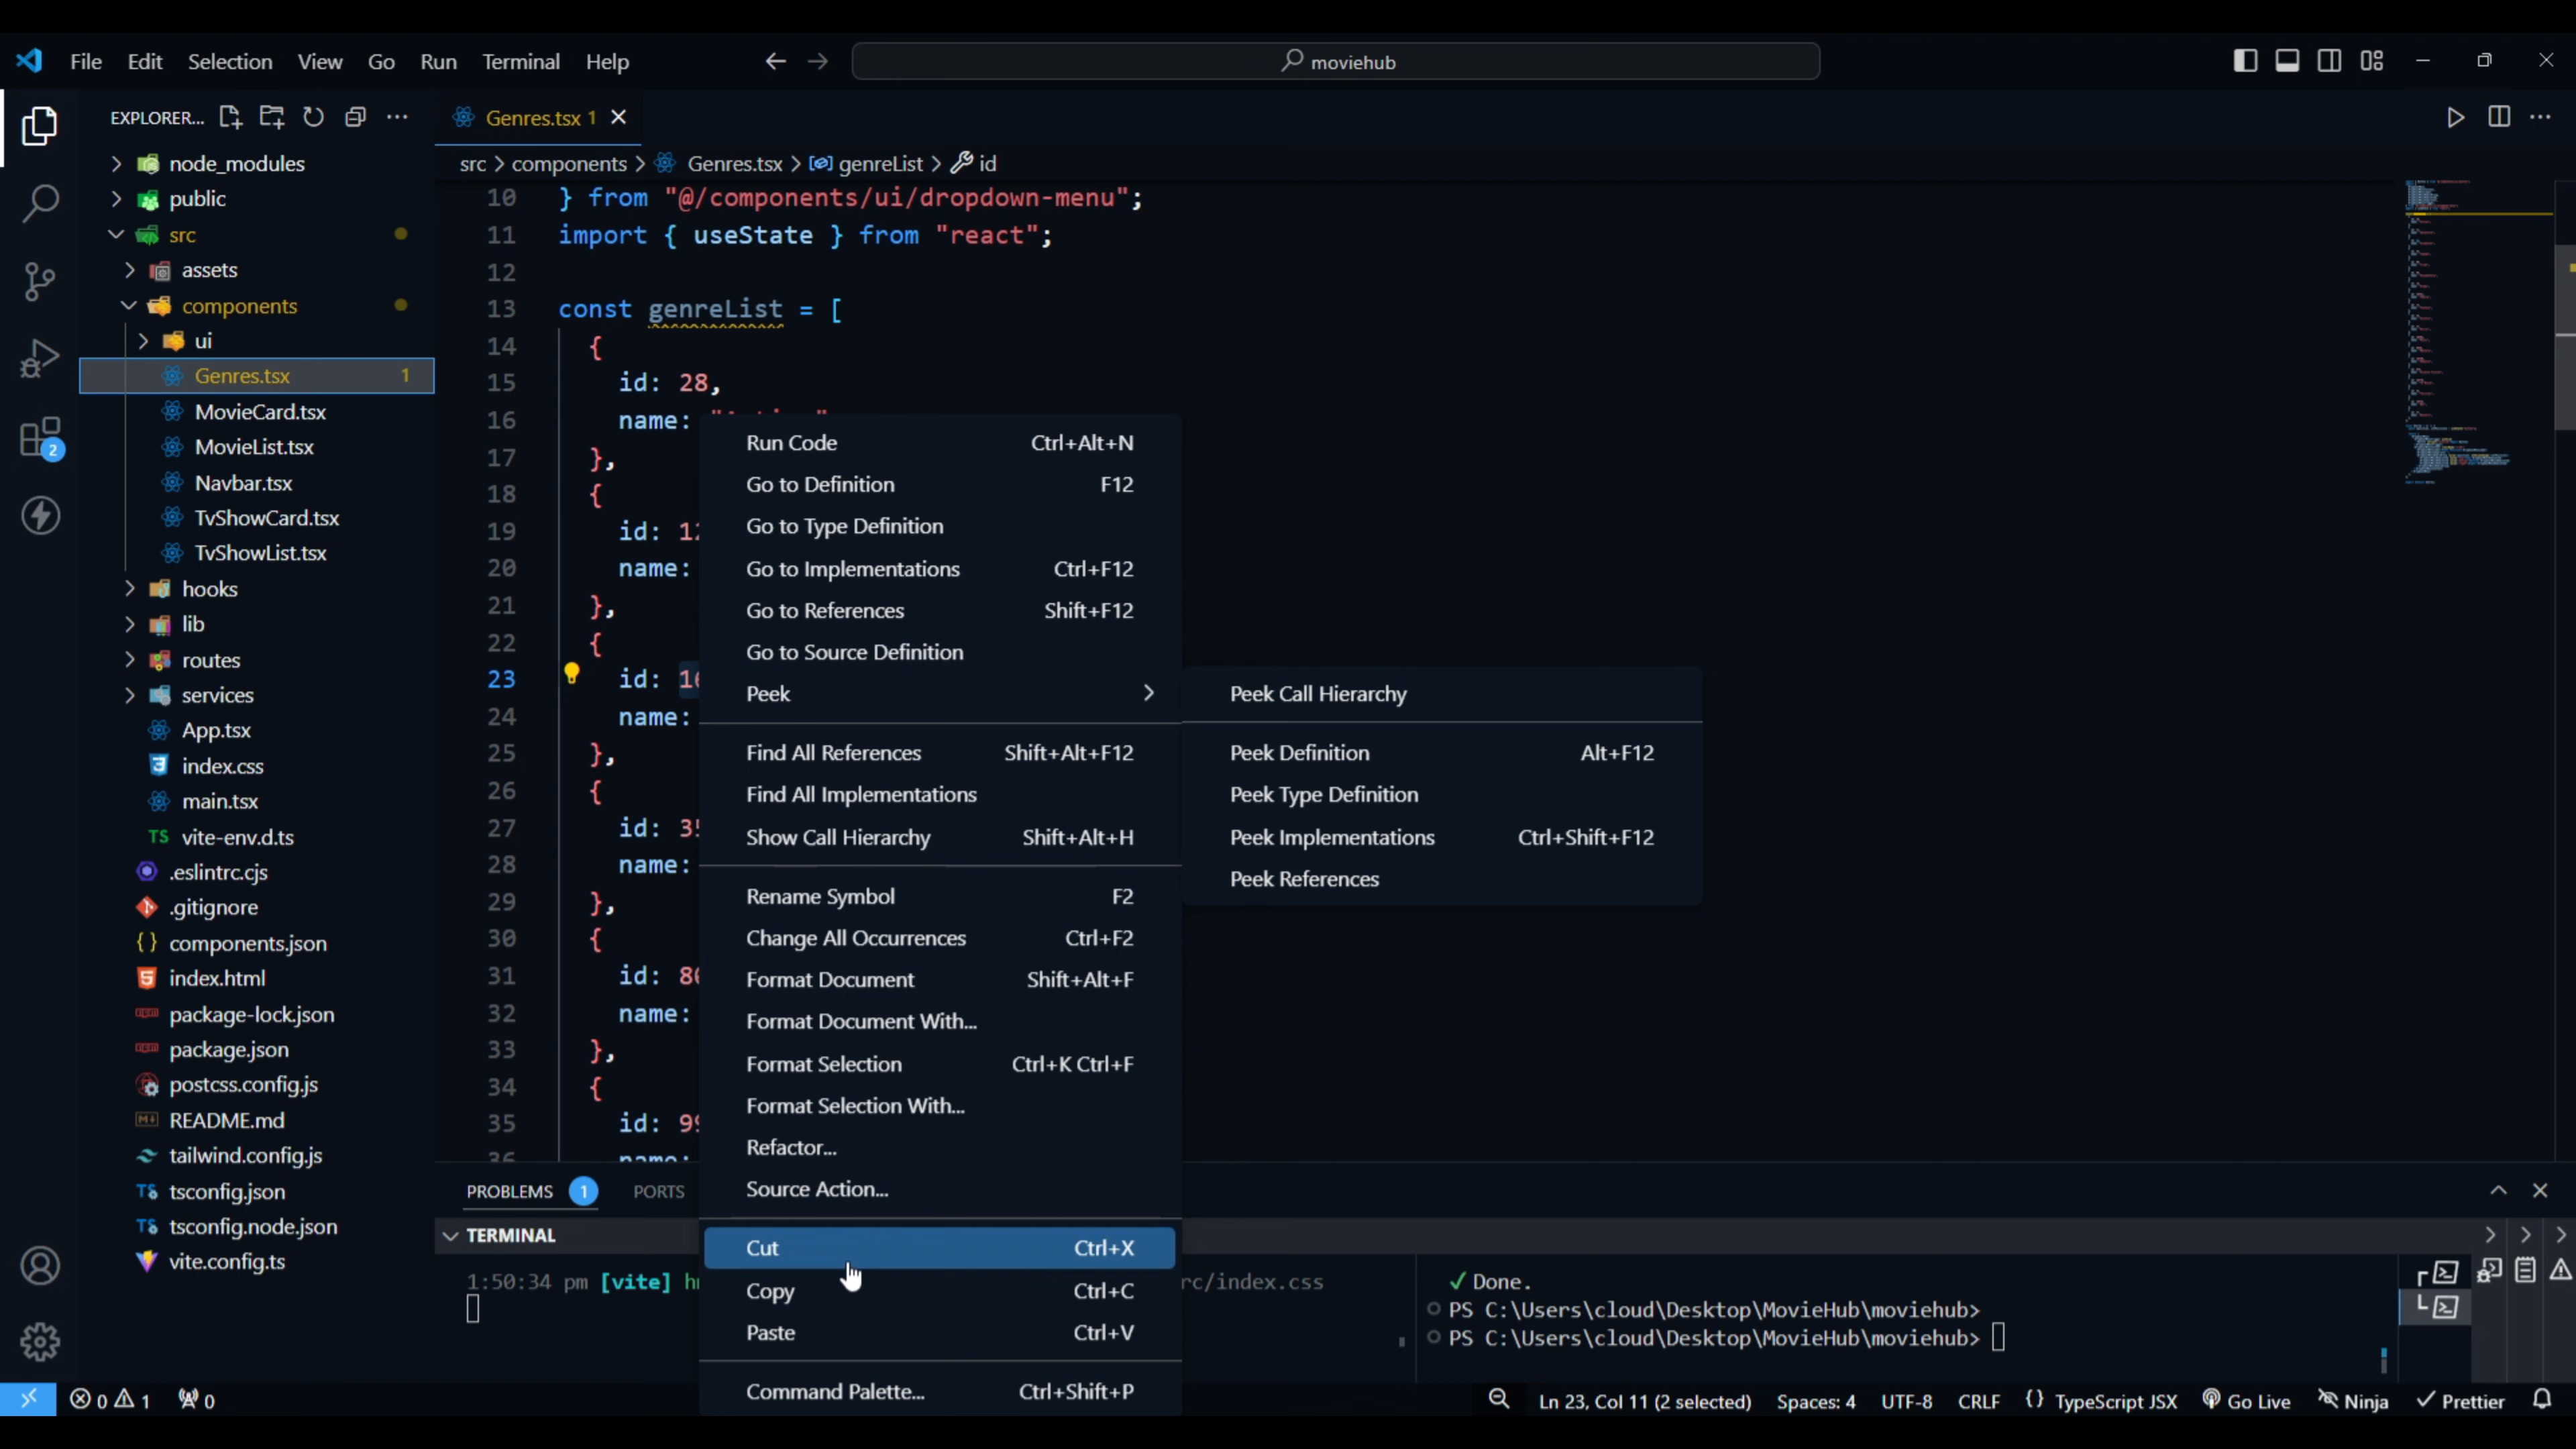 File Edit Selection View Go Run Terminal Help
moviehub
EXPLORER...
node_modules
public
src
assets
components
ui
Genres.tsx 1
MovieCard.tsx
MovieList.tsx
Navbar.tsx
TvShowCard.tsx
TvShowList.tsx
hooks
lib
routes
services
App.tsx
index.css
main.tsx
TS vite-env.d.ts
.eslintrc.cjs
.gitignore
{} components.json
index.html
package-lock.json
package.json
postcss.config.js
README.md
tailwind.config.js
TS tsconfig.json
TS tsconfig.node.json
vite.config.ts
2
Genres.tsx 1
src > components > Genres.tsx > genreList > id
10 } from "@/components/ui/dropdown-menu";
11 import { useState } from "react";
12
13 const genreList = [
14 {
15 id: 28,
16 name:
17 },
18 {
19 id: 12
20 name:
21 },
22 {
23 id: 16
24 name:
25 },
26 {
27 id: 35
28 name:
29 },
30 {
31 id: 80
32 name:
33 },
34 {
35 id: 99
36 name:
Run Code Ctrl+Alt+N
Go to Definition F12
Go to Type Definition
Go to Implementations Ctrl+F12
Go to References Shift+F12
Go to Source Definition
Peek
Find All References Shift+Alt+F12
Find All Implementations
Show Call Hierarchy Shift+Alt+H
Rename Symbol F2
Change All Occurrences Ctrl+F2
Format Document Shift+Alt+F
Format Document With...
Format Selection Ctrl+K Ctrl+F
Format Selection With...
Refactor...
Source Action...
Cut Ctrl+X
Copy Ctrl+C
Paste Ctrl+V
Command Palette... Ctrl+Shift+P
Peek Call Hierarchy
Peek Definition Alt+F12
Peek Type Definition
Peek Implementations Ctrl+Shift+F12
Peek References
PROBLEMS 1 PORTS
TERMINAL
1:50:34 pm [vite] h
rc/index.css
✓ Done.
PS C:\Users\cloud\Desktop\MovieHub\moviehub>
PS C:\Users\cloud\Desktop\MovieHub\moviehub>
0 1 0
Ln 23, Col 11 (2 selected) Spaces: 4 UTF-8 CRLF {} TypeScript JSX Go Live Ninja Prettier